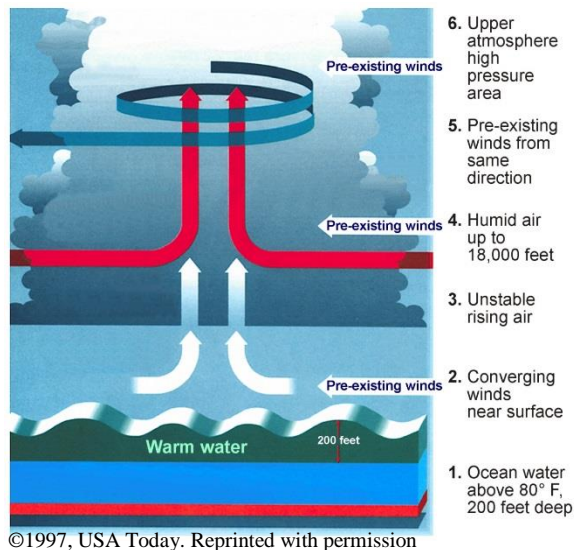 6. Upper
atmosphere
high
pressure
area
Pre-existing winds
5. Pre-existing
winds from
same
direction
4. Humid air
up to
18,000 feet
Pre-existing winds
3. Unstable
rising air
2. Converging
winds
near surface
Pre-existing winds
Warm water
200 feet
1. Ocean water
above 80° F,
200 feet deep
©1997, USA Today. Reprinted with permission